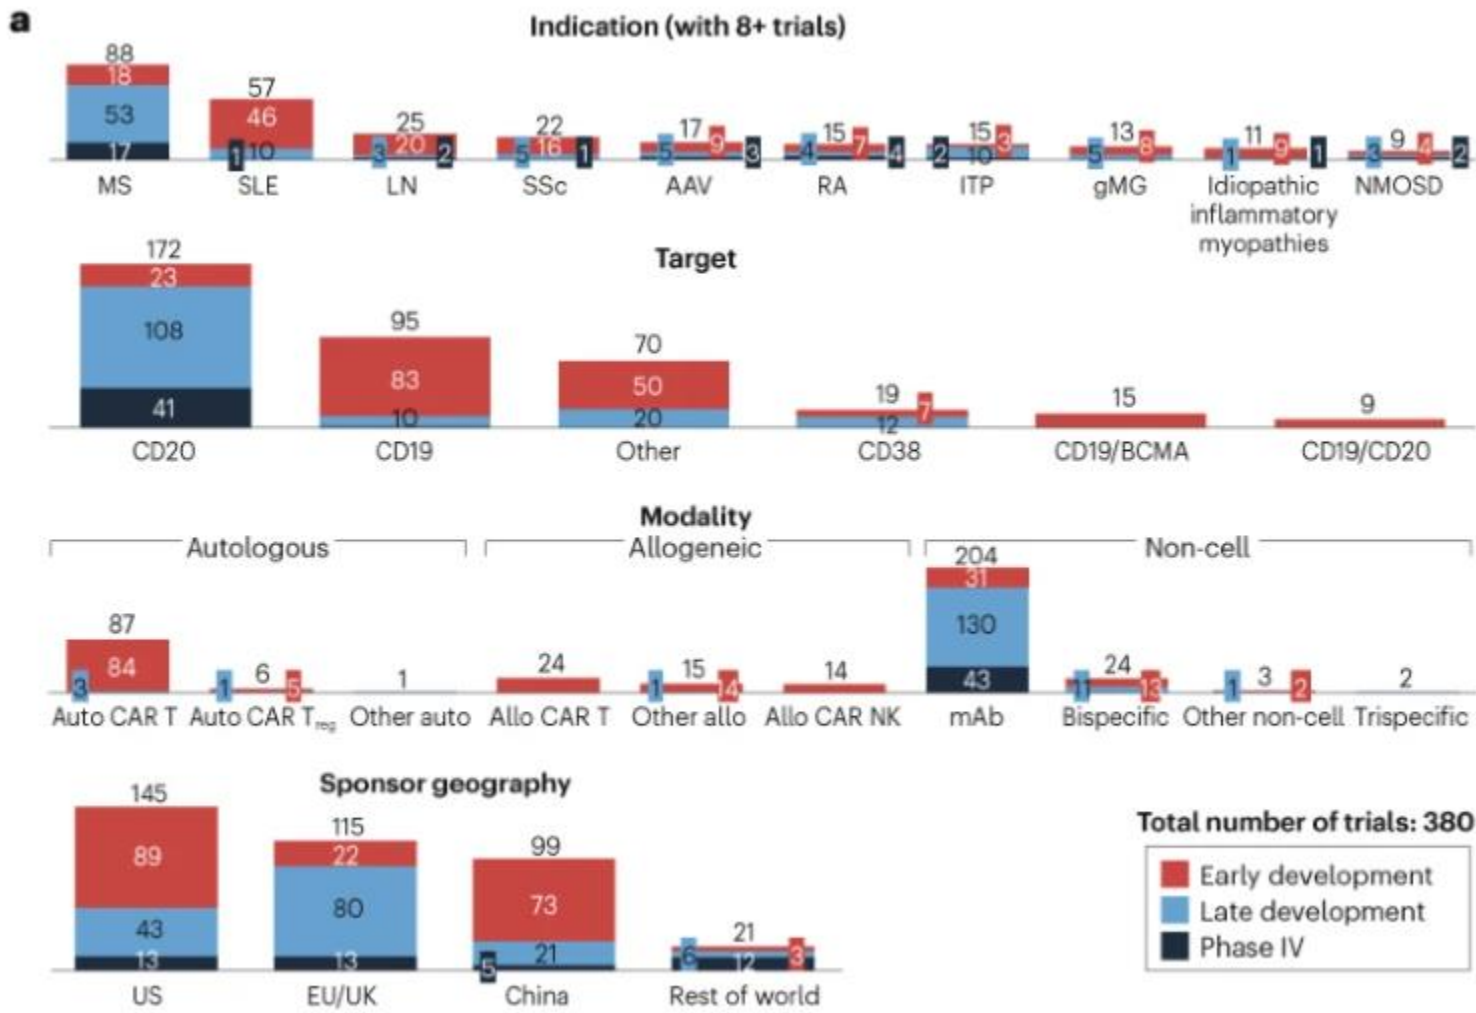 a
Indication (with 8+ trials)
88 57 25 22 17 15 15 13 11 9
18 46 20 16 9 7 3 8 9 4
53 10 3 5 5 4 10 5 1 3
17 1 2 1 3 4 2 1 2
MS SLE LN SSc AAV RA ITP gMG Idiopathic NMOSD
inflammatory
myopathies
Target
172 95 70 19 15 9
23 83 50 7
108 10 20 12
41
CD20 CD19 Other CD38 CD19/BCMA CD19/CD20
Modality
Autologous Allogeneic Non-cell
87 6 1 24 15 14 204 24 3 2
84 5 14 31 13 2
3 1 1 130 11 1
43
Auto CAR T Auto CAR Treg Other auto Allo CAR T Other allo Allo CAR NK mAb Bispecific Other non-cell Trispecific
Sponsor geography
145 115 99 21
89 22 73 3
43 80 21 6
13 13 5 12
US EU/UK China Rest of world
Total number of trials: 380
Early development
Late development
Phase IV